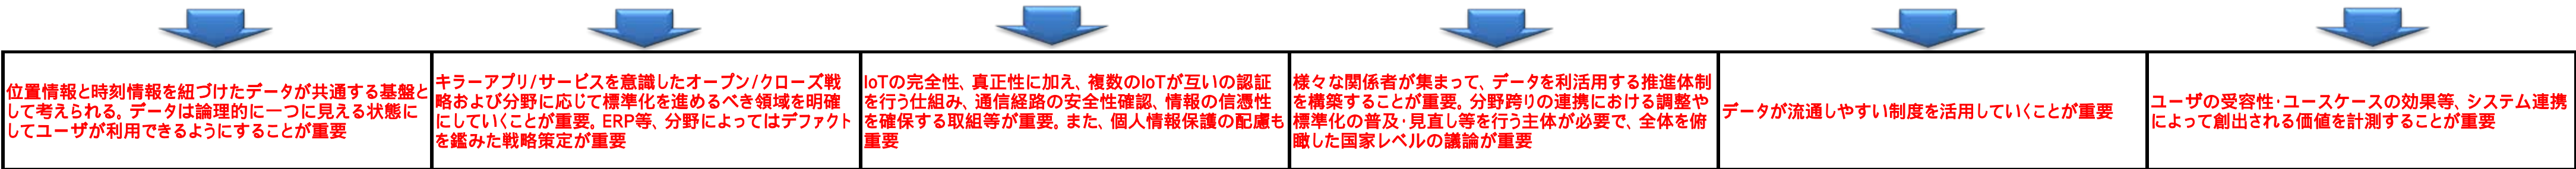 位置情報と時刻情報を紐づけたデータが共通する基盤と
して考えられる。データは論理的に一つに見える状態に
してユーザが利用できるようにすることが重要
キラーアプリ/サービスを意識したオープン/クローズ戦
略および分野に応じて標準化を進めるべき領域を明確
にしていくことが重要。ERP等、分野によってはデファクト
を鑑みた戦略策定が重要
IoTの完全性、真正性に加え、複数のIoTが互いの認証
を行う仕組み、通信経路の安全性確認、情報の信憑性
を確保する取組等が重要。また、個人情報保護の配慮も
重要
様々な関係者が集まって、データを利活用する推進体制
を構築することが重要。分野跨りの連携における調整や
標準化の普及・見直し等を行う主体が必要で、全体を俯
瞰した国家レベルの議論が重要
データが流通しやすい制度を活用していくことが重要
ユーザの受容性・ユースケースの効果等、システム連携
によって創出される価値を計測することが重要